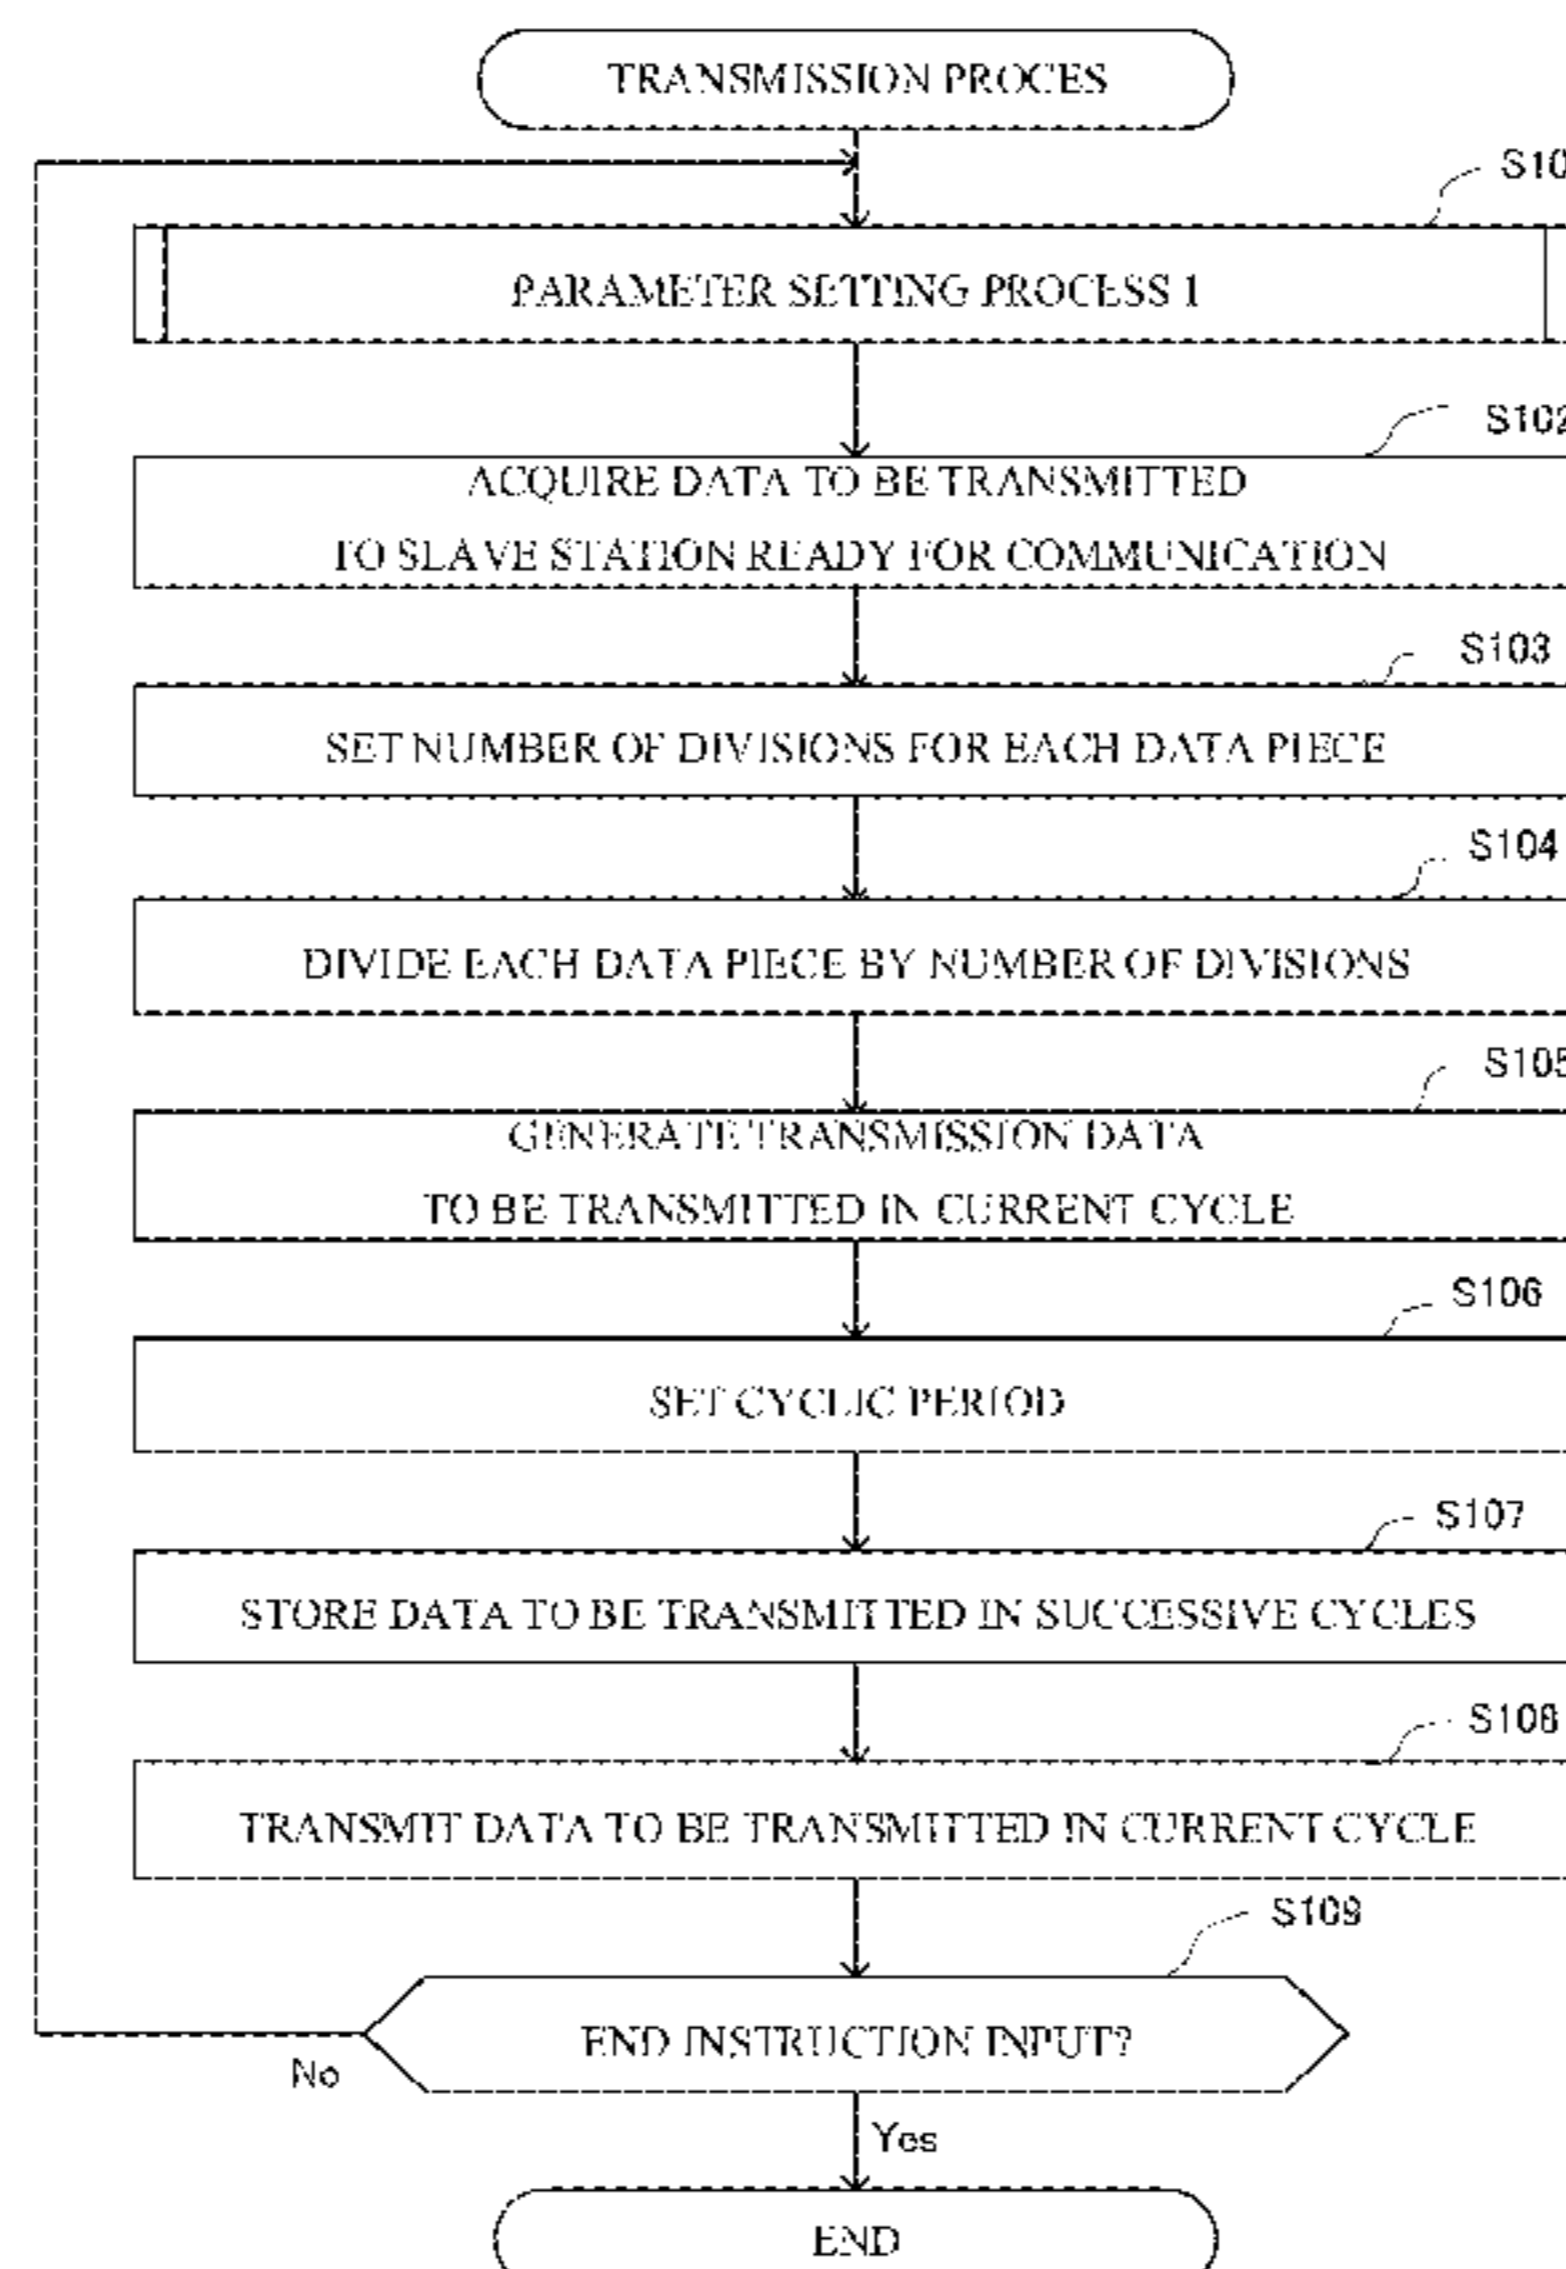 TRANSMISSION PROCES
S10
PARAMETER SETTING PROCESS 1
S102
ACQUIRE DATA TO BE TRANSMITTED
TO SLAVE STATION READY FOR COMMUNICATION
S103
SET NUMBER OF DIVISIONS FOR EACH DATA PIECE
S104
DIVIDE EACH DATA PIECE BY NUMBER OF DIVISIONS
S105
GENERATE TRANSMISSION DATA
TO BE TRANSMITTED IN CURRENT CYCLE
S106
SET CYCLIC PERIOD
S107
STORE DATA TO BE TRANSMITTED IN SUCCESSIVE CYCLES
S108
TRANSMIT DATA TO BE TRANSMITTED IN CURRENT CYCLE
S109
END INSTRUCTION INPUT?
No
Yes
END